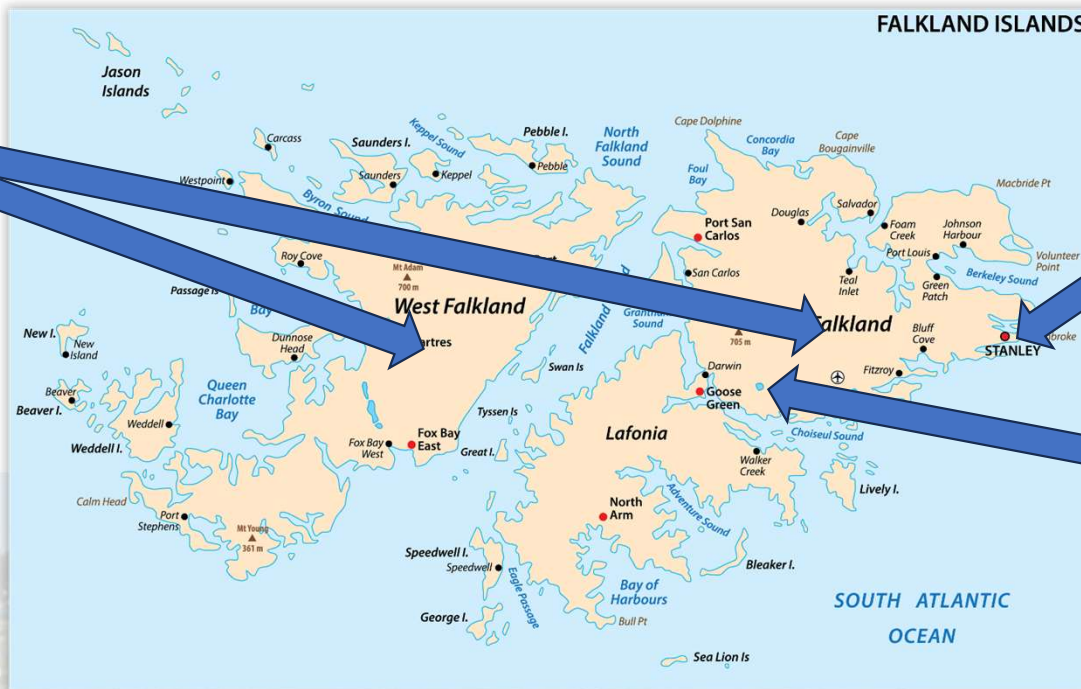 FALKLAND ISLANDS
Jason
Islands
Carcass
Saunders I.
Keppel Sound
Pebble I.
North
Falkland
Sound
Cape Dolphine
Concordia
Bay
Cape
Bougainville
Westpoint
Saunders
Keppel
Pebble
Foul
Bay
Macbride Pt
Byron Sound
Douglas
Salvador
Port San
Carlos
Foam
Creek
Johnson
Harbour
Port Louis
Volunteer
Point
Roy Cove
Mt Adam
700 m
San Carlos
Teal
Inlet
Green
Patch
Berkeley Sound
Passage Is
Bay
West Falkland
Falkland
Sound
Falkland
705 m
Bluff
Cove
STANLEY
New I.
New
Island
Dunnose
Head
Swan Is
Darwin
Fitzroy
Beaver
Beaver I.
Queen
Charlotte
Bay
Goose
Green
Tyssen Is
Weddell
Weddell I.
Fox Bay
West
Fox Bay
East
Great I.
Lafonia
Choiseul Sound
Walker
Creek
Lively I.
Calm Head
Port
Stephens
Mt Young
361 m
North
Arm
Adventure Sound
Speedwell I.
Speedwell
Eagle Passage
Bleaker I.
Bay of
Harbours
George I.
Bull Pt
SOUTH ATLANTIC
OCEAN
Sea Lion Is